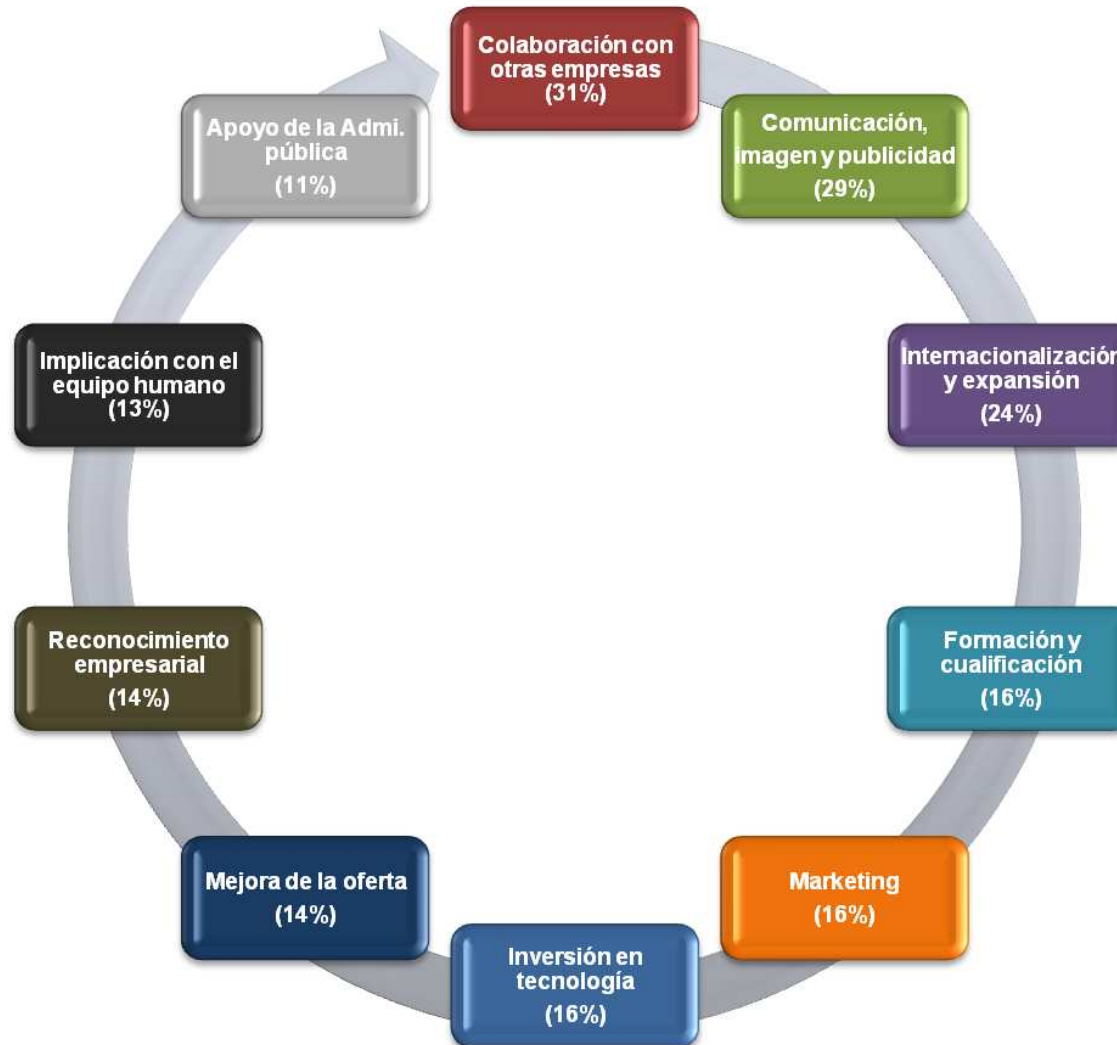 Colaboración con
otras empresas
(31%)
Comunicación,
imagen y publicidad
(29%)
Internacionalización
y expansión
(24%)
Formación y
cualificación
(16%)
Marketing
(16%)
Inversión en
tecnología
(16%)
Mejora de la oferta
(14%)
Reconocimiento
empresarial
(14%)
Implicación con el
equipo humano
(13%)
Apoyo de la Admi.
pública
(11%)